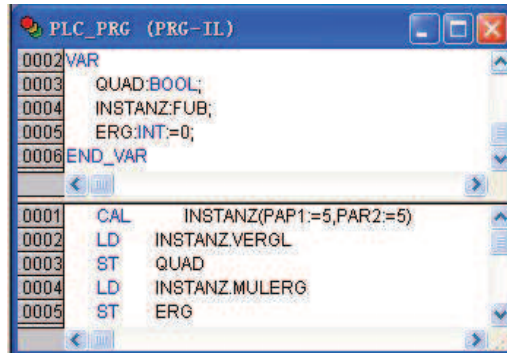 PLC_PRG (PRG-IL)
0002 VAR
0003 QUAD:BOOL;
0004 INSTANZ:FUB;
0005 ERG:INT:=0;
0006 END_VAR
0001 CAL INSTANZ(PAP1:=5,PAR2:=5)
0002 LD INSTANZ.VERGL
0003 ST QUAD
0004 LD INSTANZ.MULERG
0005 ST ERG